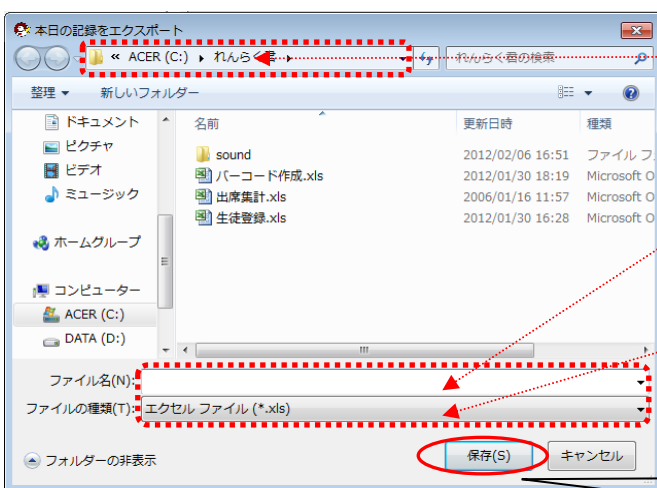 本日の記録をエクスポート
« ACER (C:) れんらく君
れんらく君の検索
整理 新しいフォルダー
ドキュメント
ピクチャ
ビデオ
ミュージック
ホームグループ
コンピューター
ACER (C:)
DATA (D:)
名前 更新日時 種類
sound 2012/02/06 16:51 ファイル フ
バーコード作成.xls 2012/01/30 18:19 Microsoft O
出席集計.xls 2006/01/16 11:57 Microsoft O
生徒登録.xls 2012/01/30 16:28 Microsoft O
ファイル名(N):
ファイルの種類(T): エクセル ファイル (*.xls)
フォルダーの非表示 保存(S) キャンセル